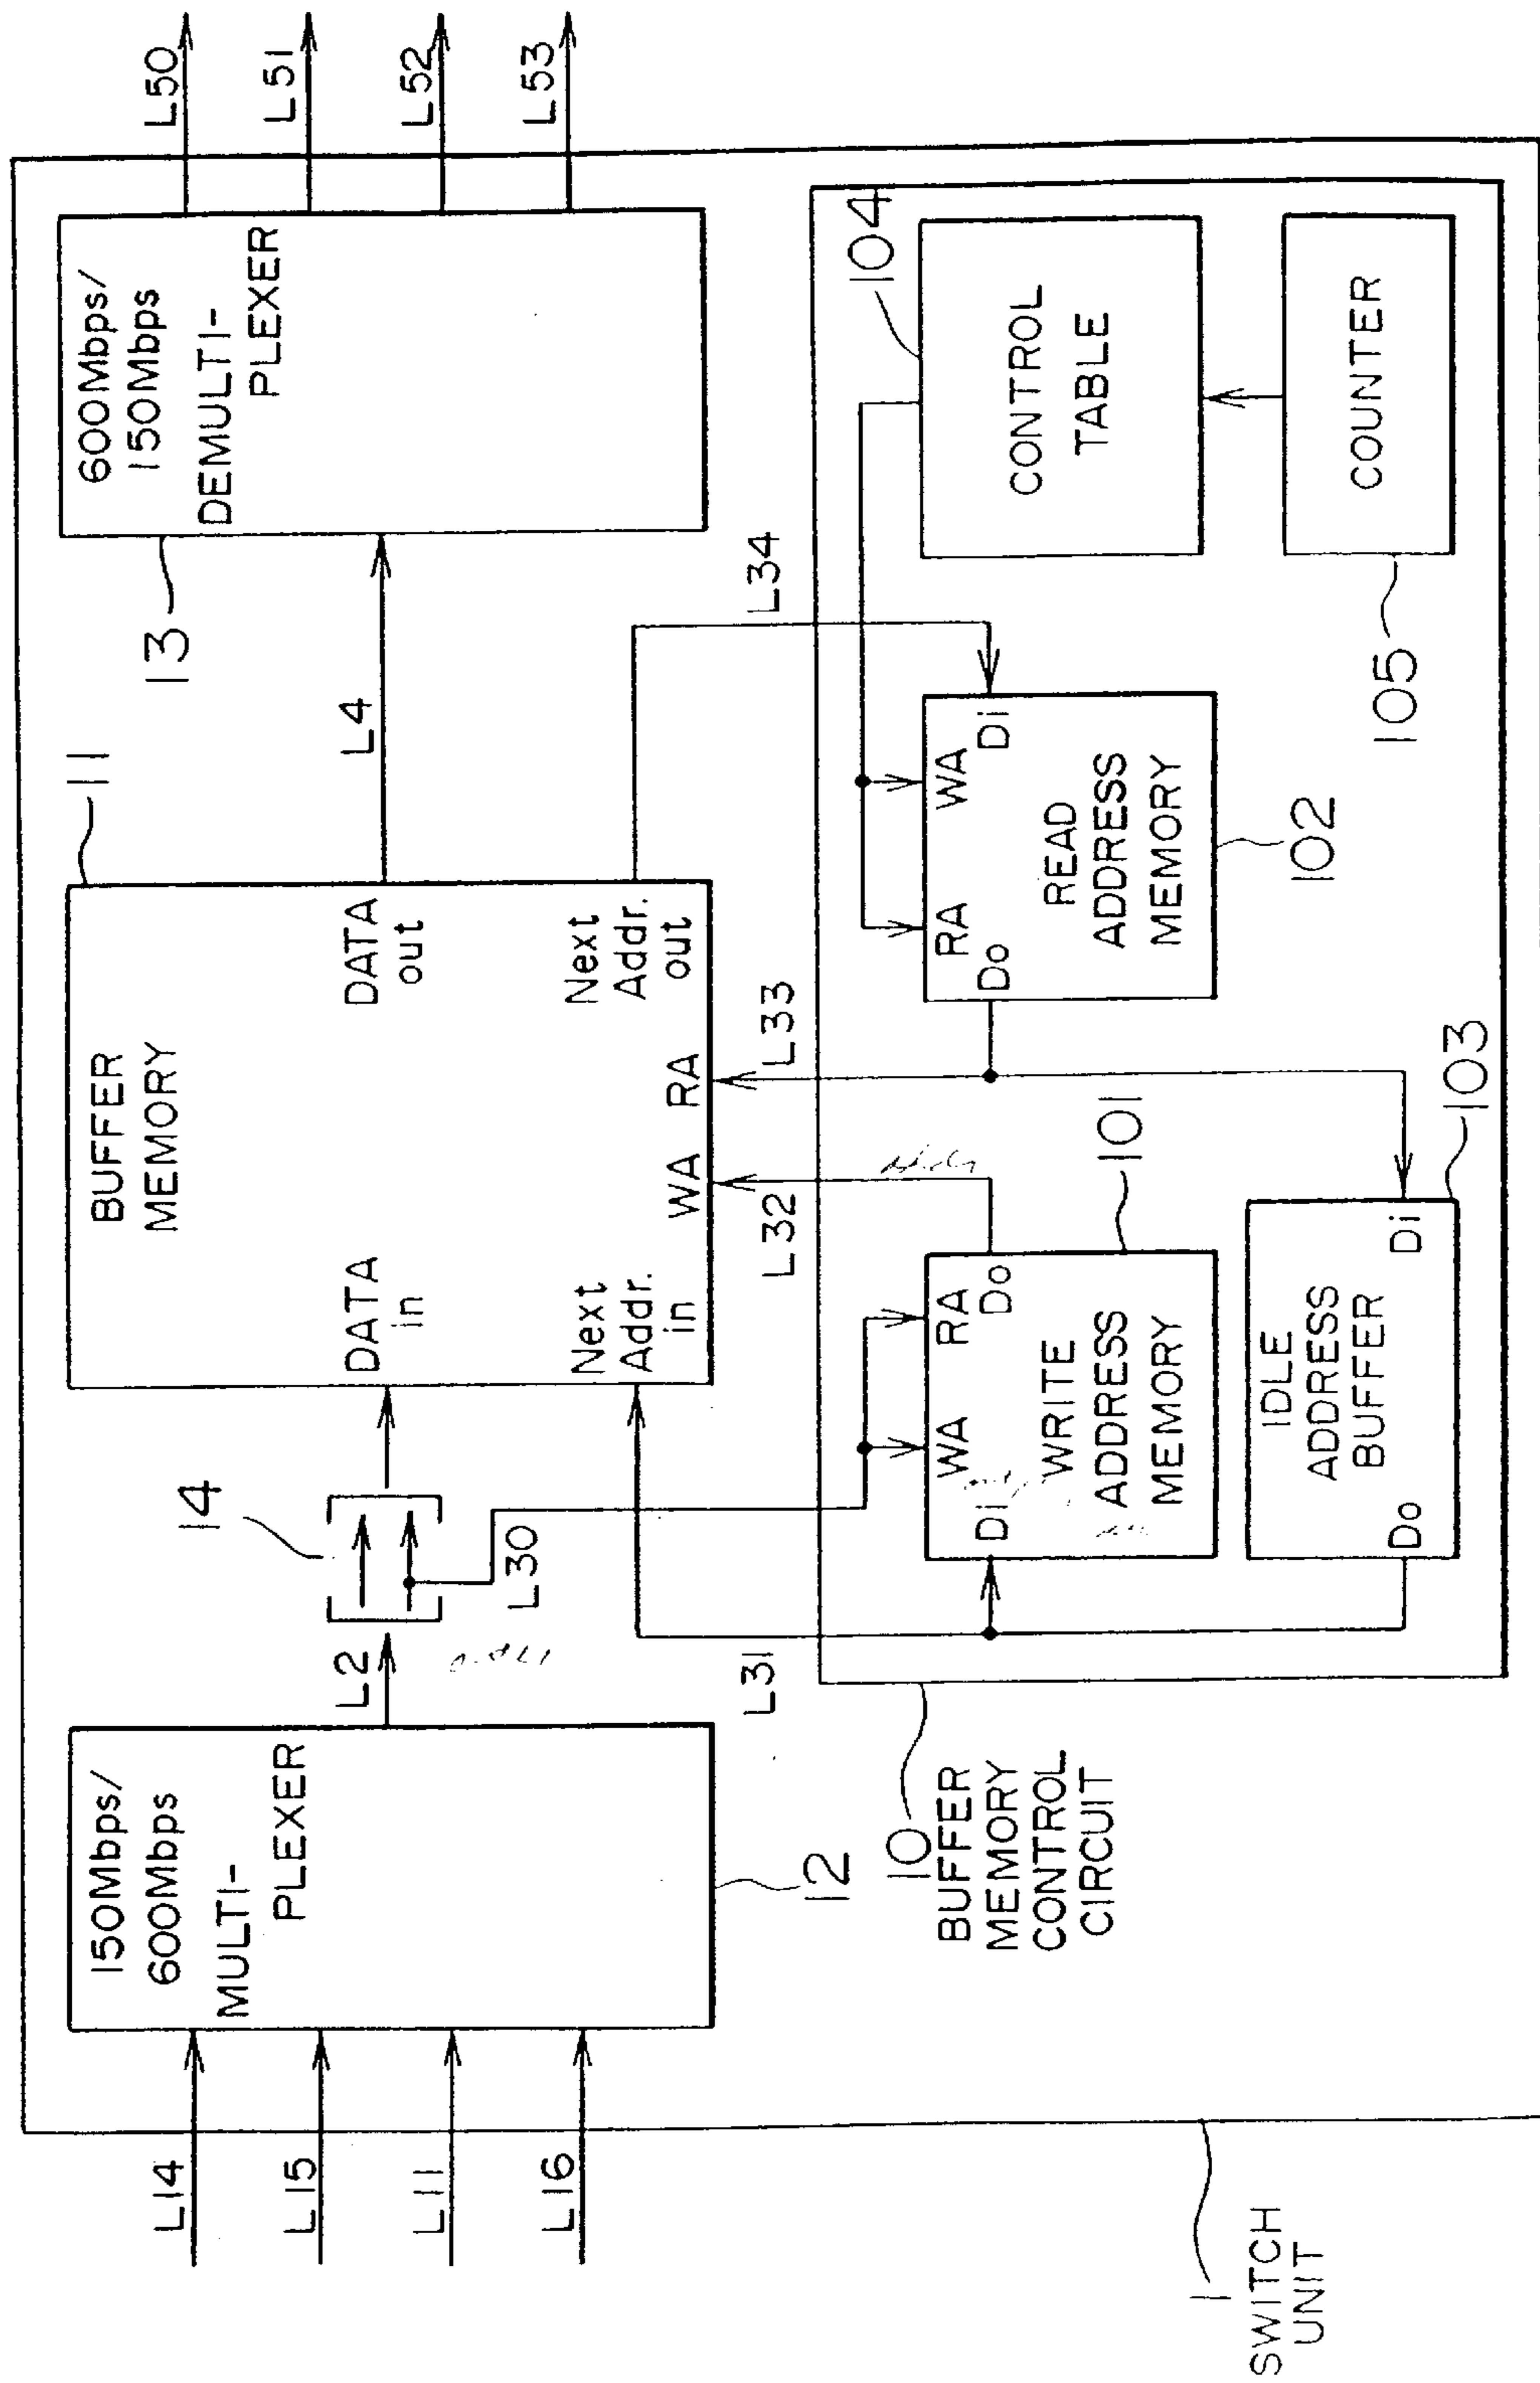 L14
L15
L11
L16
150Mbps/
600Mbps
MULTI-
PLEXER
12
L2
14
L30
L31
BUFFER
MEMORY
11
DATA
in
DATA
out
Next
Addr.
in
WA
RA
Next
Addr.
out
L4
600Mbps/
150Mbps
DEMULTI-
PLEXER
13
L50
L51
L52
L53
L32
L33
L34
10
BUFFER
MEMORY
CONTROL
CIRCUIT
WA
RA
Di
Do
WRITE
ADDRESS
MEMORY
101
RA
WA
Do
Di
READ
ADDRESS
MEMORY
102
IDLE
ADDRESS
BUFFER
Do
Di
103
CONTROL
TABLE
104
COUNTER
105
1
SWITCH
UNIT